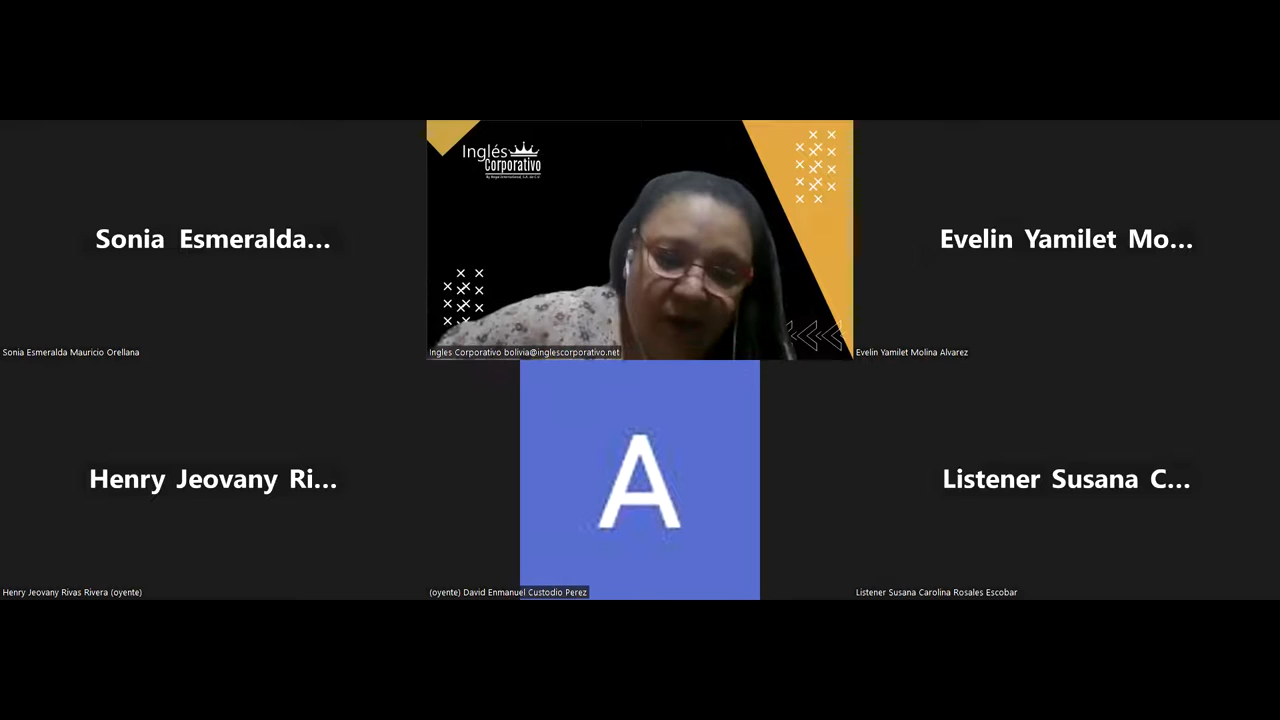 Sonia Esmeralda...
Inglés
Corporativo
Evelin Yamilet Mo...
Sonia Esmeralda Mauricio Orellana
Ingles Corporativo bolivia@inglescorporativo.net
Evelin Yamilet Molina Alvarez
Henry Jeovany Ri...
A
Listener Susana C...
Henry Jeovany Rivas Rivera (oyente)
(oyente) David Enmanuel Custodio Perez
Listener Susana Carolina Rosales Escobar